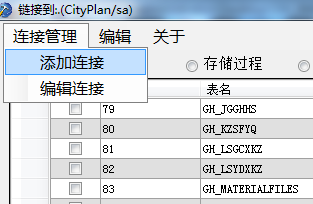 链接到:.(CityPlan/sa)
连接管理 编辑 关于
添加连接 存储过程
编辑连接 表名
79 GH_JGGHHS
80 GH_KZSFYQ
81 GH_LSGCXKZ
82 GH_LSYDXKZ
83 GH_MATERIALFILES